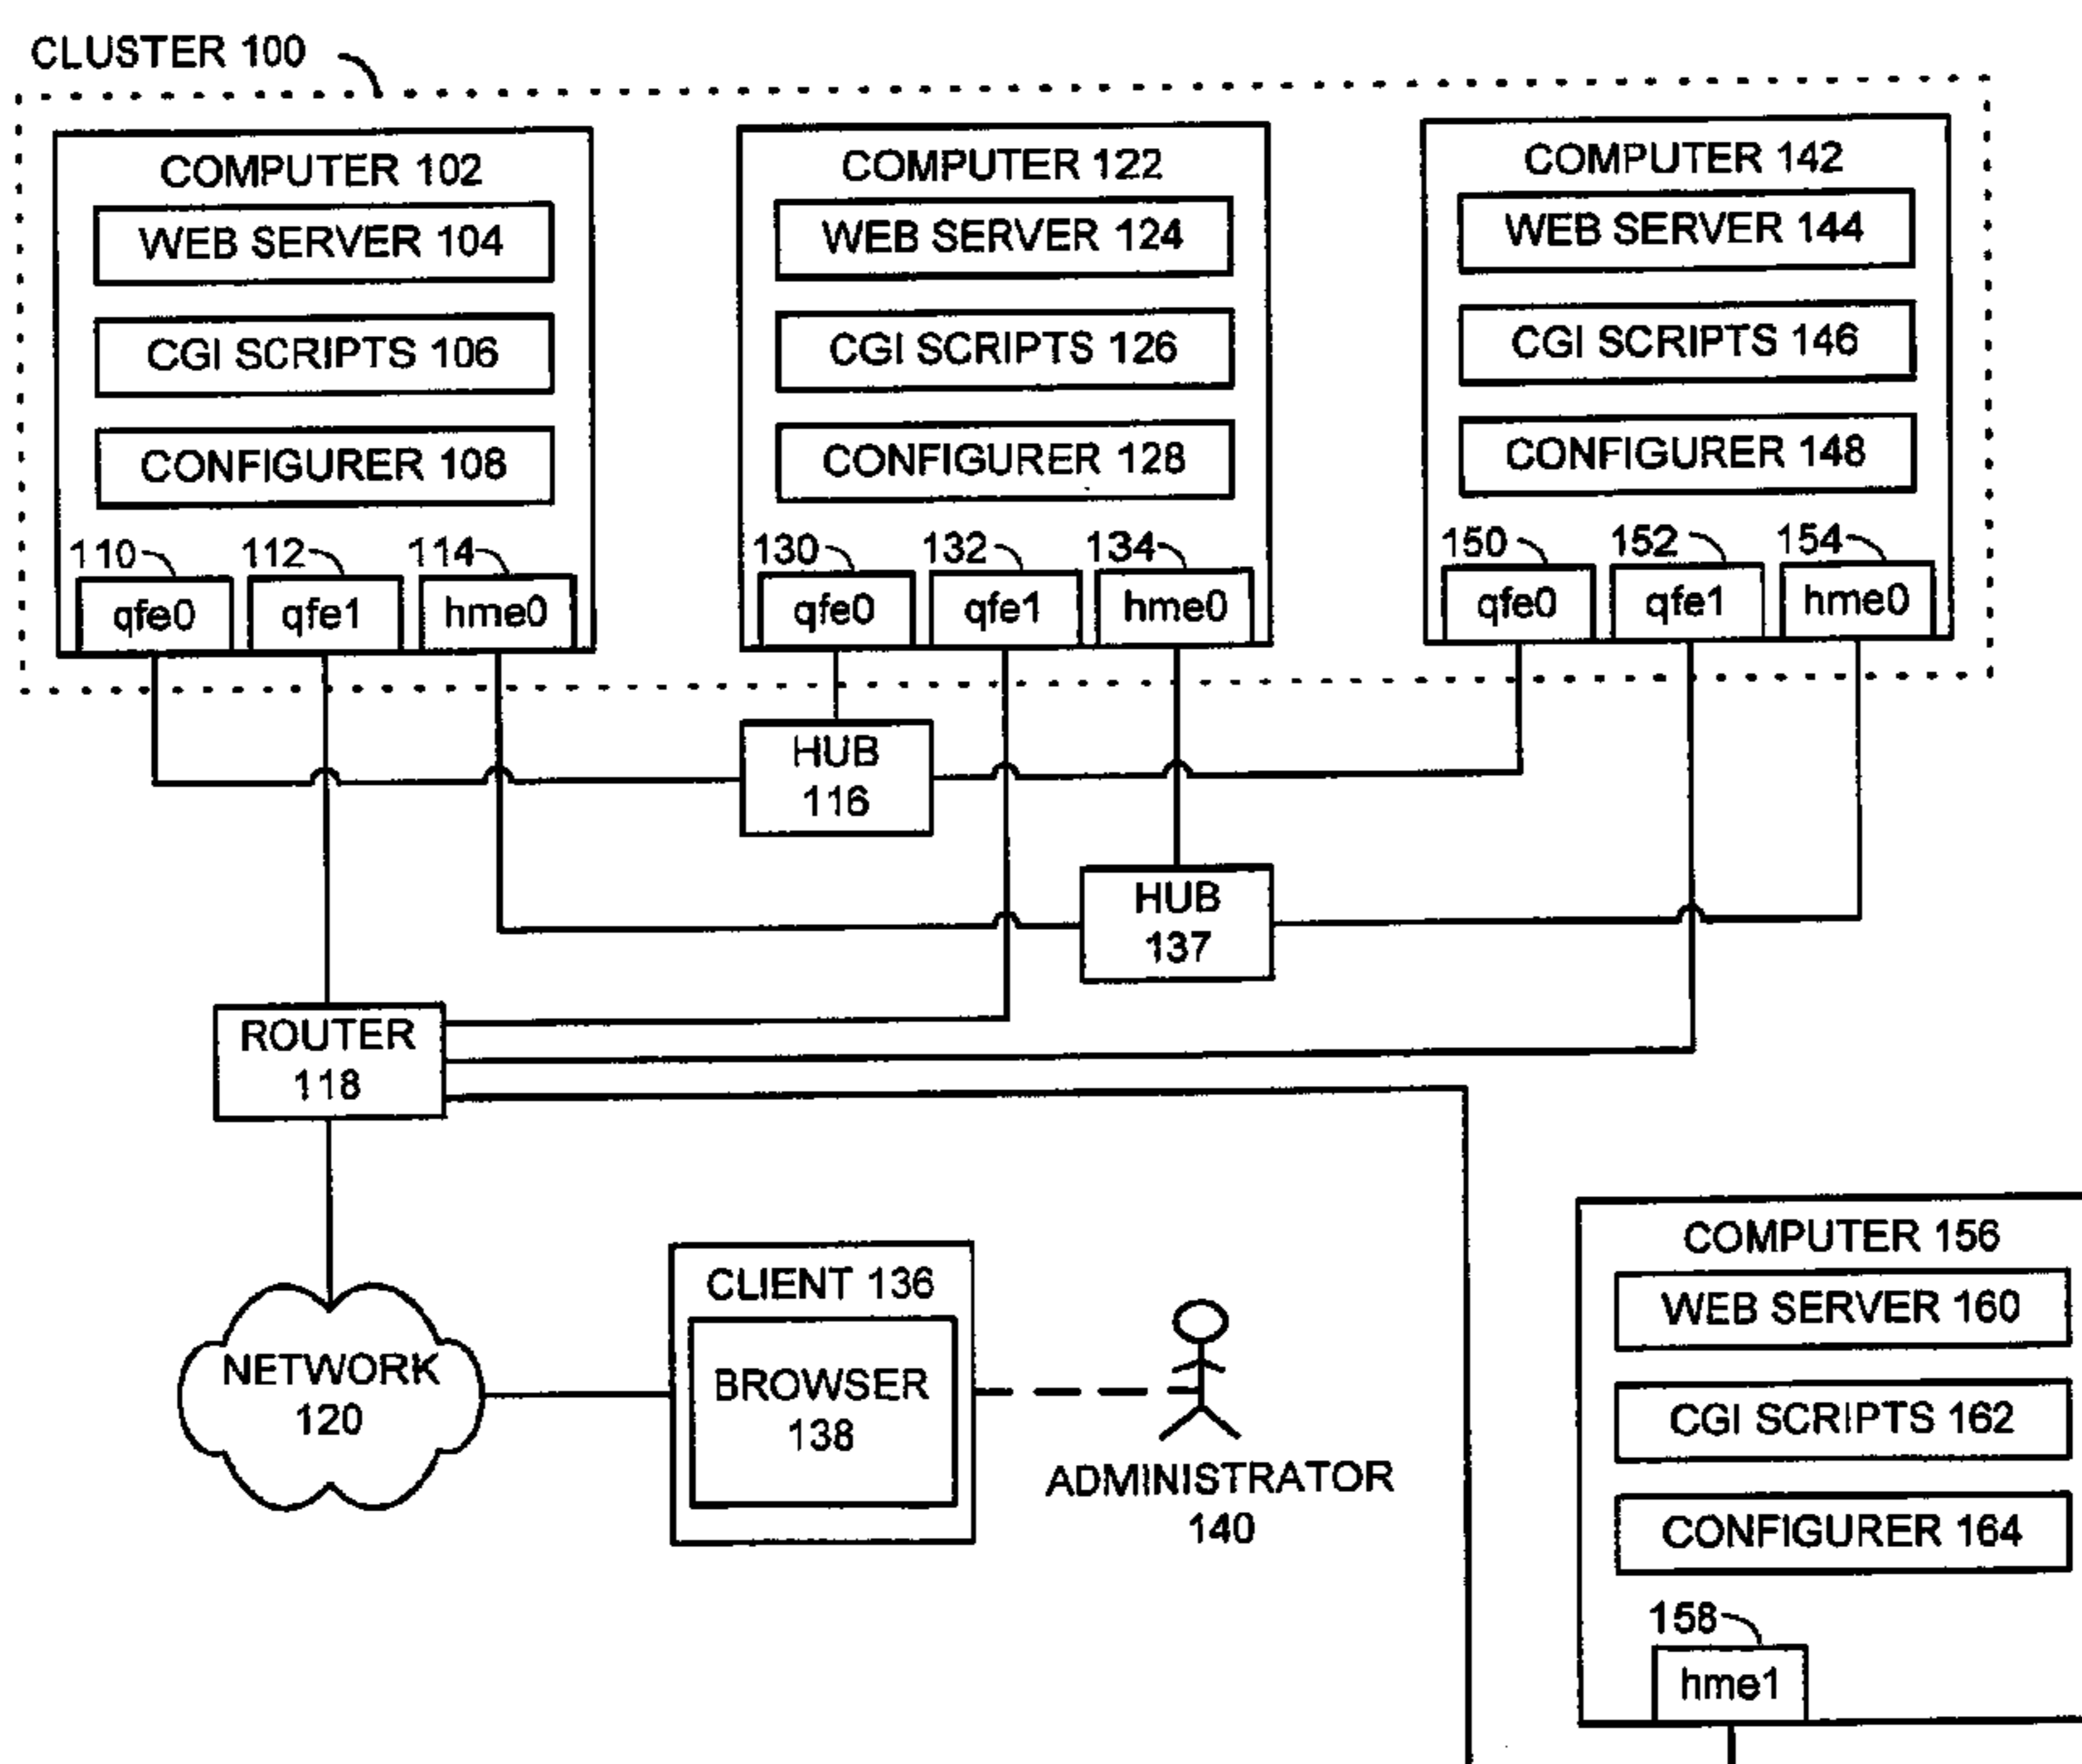 CLUSTER 100
COMPUTER 102
WEB SERVER 104
CGI SCRIPTS 106
CONFIGURER 108
110
112
114
qfe0
qfe1
hme0
COMPUTER 122
WEB SERVER 124
CGI SCRIPTS 126
CONFIGURER 128
130
132
134
qfe0
qfe1
hme0
COMPUTER 142
WEB SERVER 144
CGI SCRIPTS 146
CONFIGURER 148
150
152
154
qfe0
qfe1
hme0
HUB
116
HUB
137
ROUTER
118
NETWORK
120
CLIENT 136
BROWSER
138
ADMINISTRATOR
140
COMPUTER 156
WEB SERVER 160
CGI SCRIPTS 162
CONFIGURER 164
158
hme1